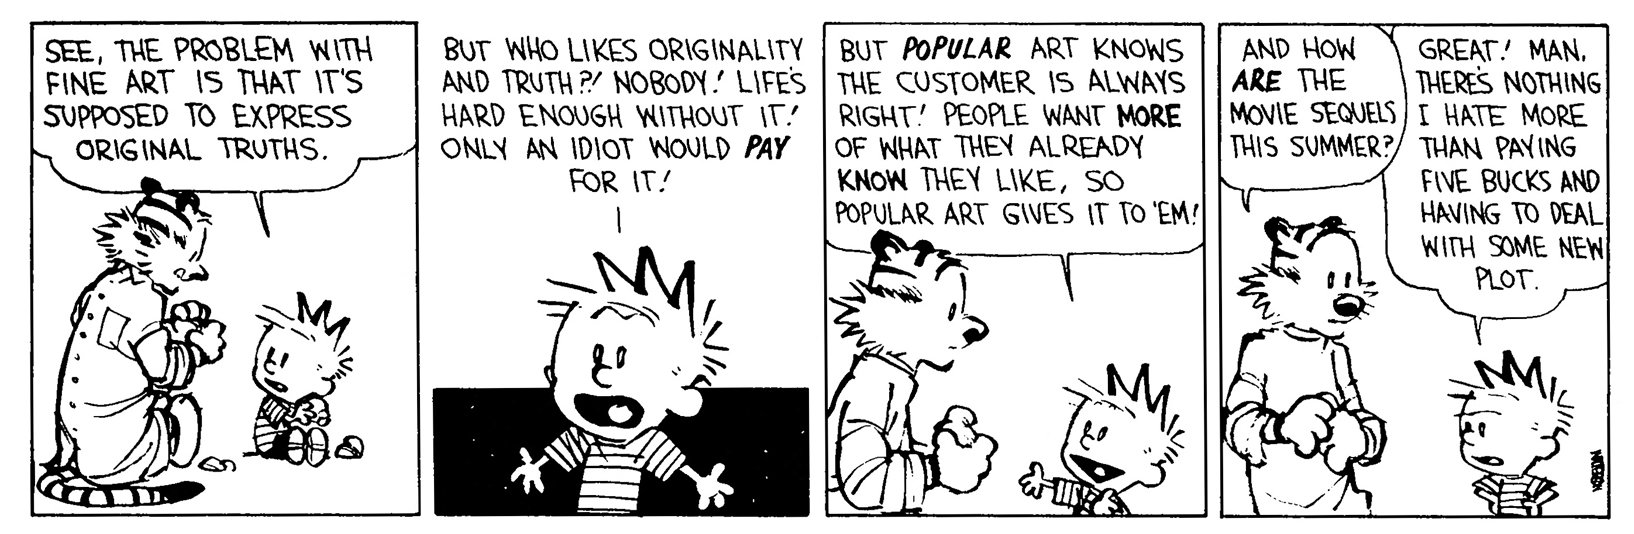 SEE, THE PROBLEM WITH
FINE ART IS THAT IT'S
SUPPOSED TO EXPRESS
ORIGINAL TRUTHS.
BUT WHO LIKES ORIGINALITY
AND TRUTH?! NOBODY! LIFE'S
HARD ENOUGH WITHOUT IT!
ONLY AN IDIOT WOULD PAY
FOR IT!
BUT POPULAR ART KNOWS
THE CUSTOMER IS ALWAYS
RIGHT! PEOPLE WANT MORE
OF WHAT THEY ALREADY
KNOW THEY LIKE, SO
POPULAR ART GIVES IT TO 'EM!
AND HOW
ARE THE
MOVIE SEQUELS
THIS SUMMER?
GREAT! MAN,
THERE'S NOTHING
I HATE MORE
THAN PAYING
FIVE BUCKS AND
HAVING TO DEAL
WITH SOME NEW
PLOT.